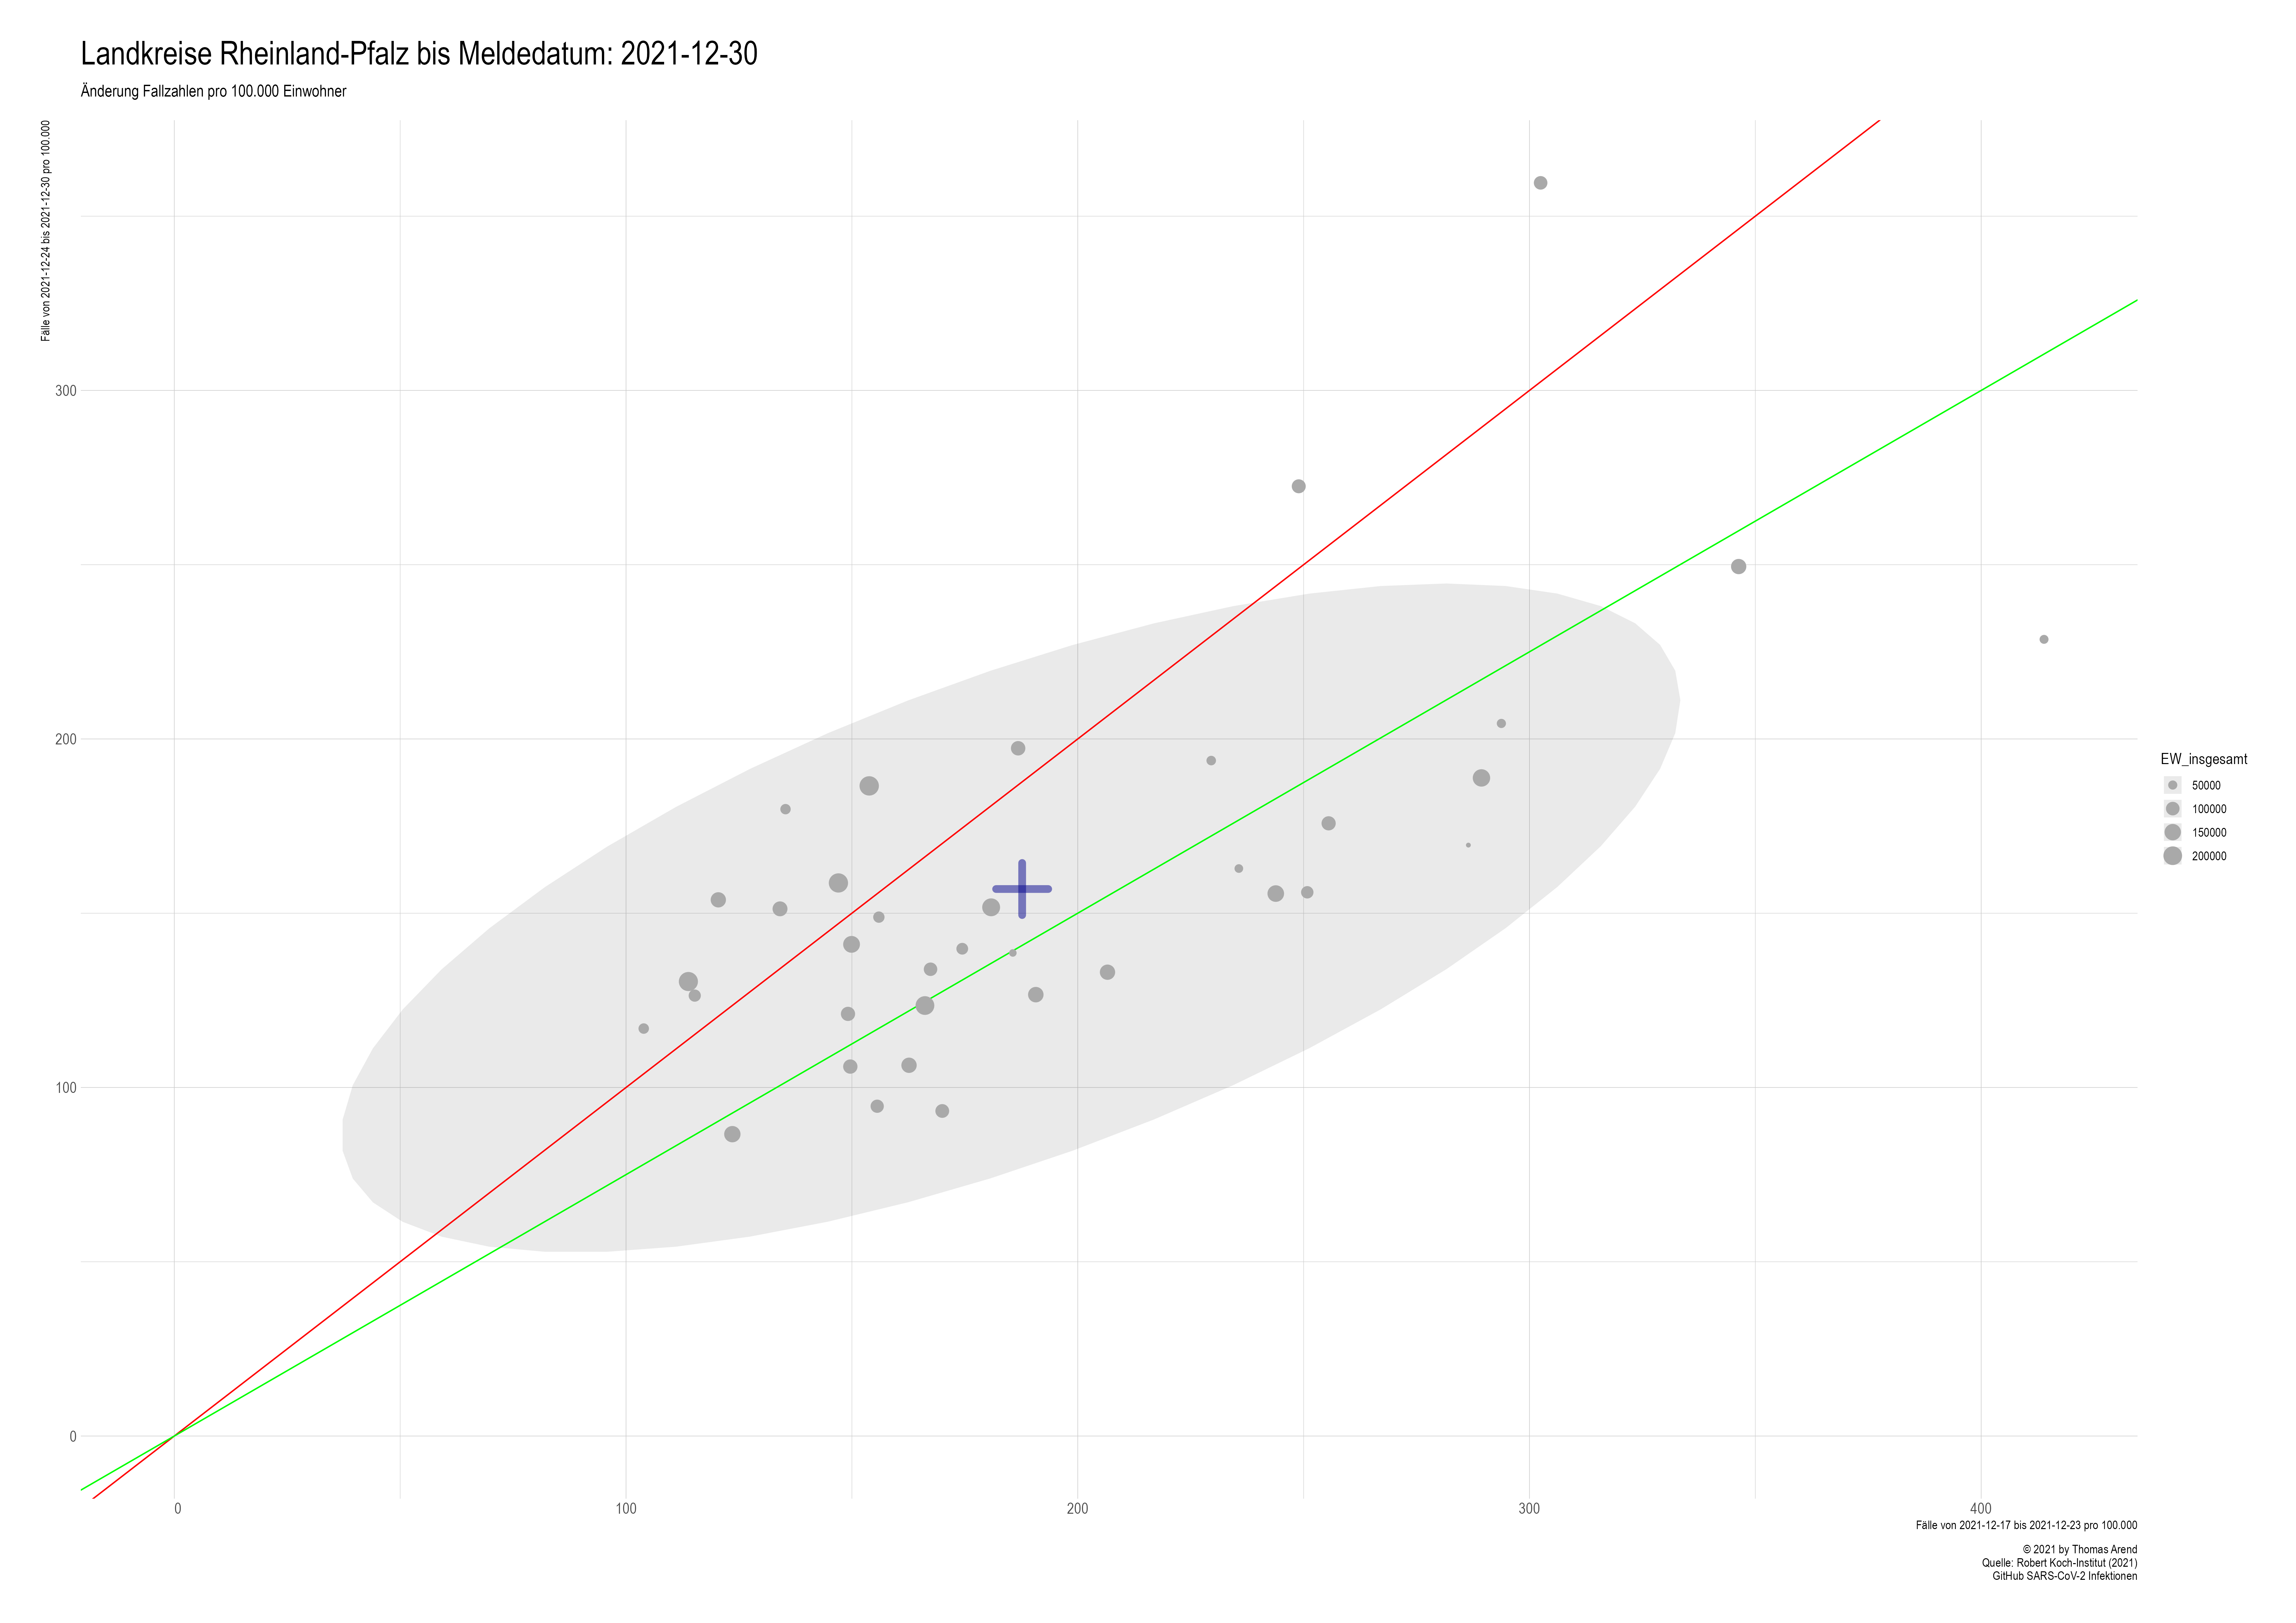 Landkreise Rheinland-Pfalz bis Meldedatum: 2021-12-30
Änderung Fallzahlen pro 100.000 Einwohner
Fälle von 2021-12-24 bis 2021-12-30 pro 100.000
300
200
100
0
0 100 200 300 400
Fälle von 2021-12-17 bis 2021-12-23 pro 100.000
EW_insgesamt
50000
100000
150000
200000
© 2021 by Thomas Arend
Quelle: Robert Koch-Institut (2021)
GitHub SARS-CoV-2 Infektionen